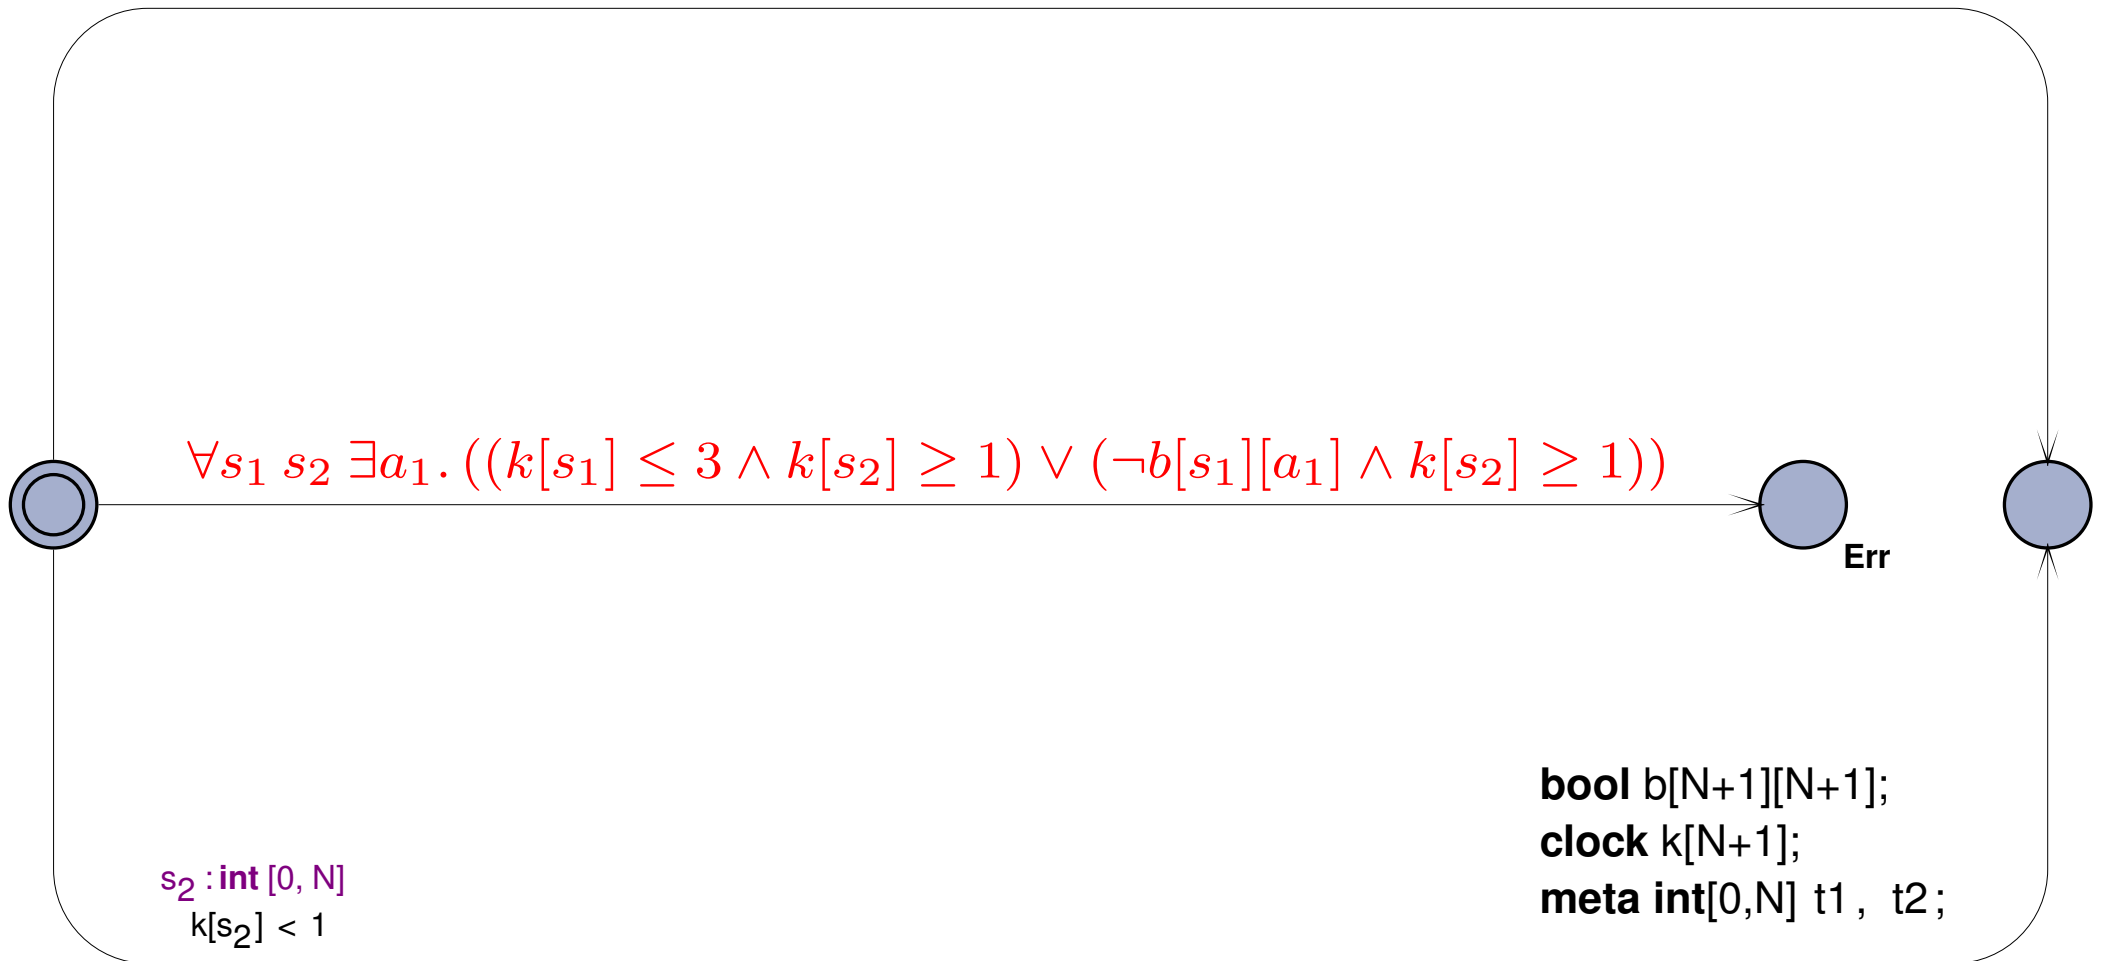 ∀s₁ s₂ ∃a₁. ((k[s₁] ≤ 3 ∧ k[s₂] ≥ 1) ∨ (¬b[s₁][a₁] ∧ k[s₂] ≥ 1))
Err
bool b[N+1][N+1];
clock k[N+1];
meta int[0,N] t1, t2;
s₂ : int [0, N]
k[s₂] < 1